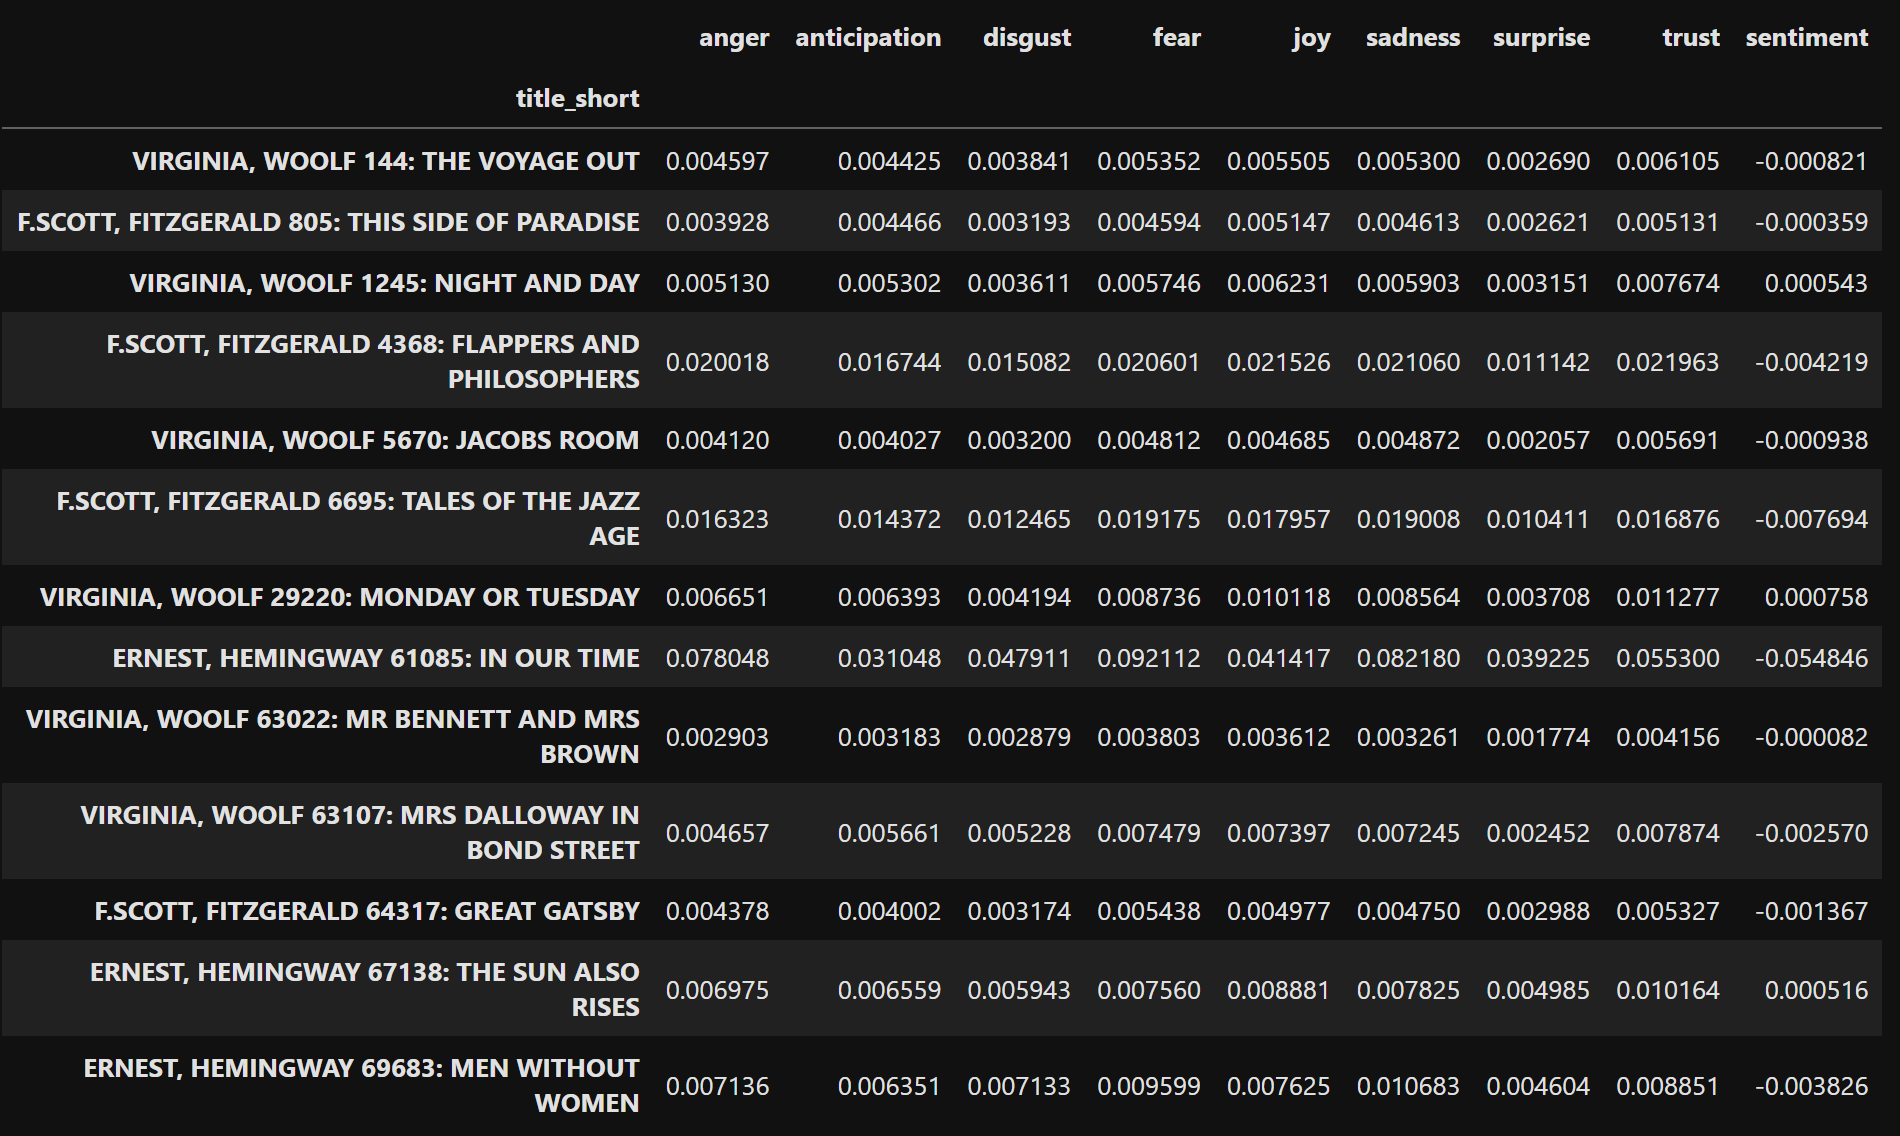 anger anticipation disgust fear joy sadness surprise trust sentiment
title_short
VIRGINIA, WOOLF 144: THE VOYAGE OUT 0.004597 0.004425 0.003841 0.005352 0.005505 0.005300 0.002690 0.006105 -0.000821
F.SCOTT, FITZGERALD 805: THIS SIDE OF PARADISE 0.003928 0.004466 0.003193 0.004594 0.005147 0.004613 0.002621 0.005131 -0.000359
VIRGINIA, WOOLF 1245: NIGHT AND DAY 0.005130 0.005302 0.003611 0.005746 0.006231 0.005903 0.003151 0.007674 0.000543
F.SCOTT, FITZGERALD 4368: FLAPPERS AND
PHILOSOPHERS 0.020018 0.016744 0.015082 0.020601 0.021526 0.021060 0.011142 0.021963 -0.004219
VIRGINIA, WOOLF 5670: JACOBS ROOM 0.004120 0.004027 0.003200 0.004812 0.004685 0.004872 0.002057 0.005691 -0.000938
F.SCOTT, FITZGERALD 6695: TALES OF THE JAZZ
AGE 0.016323 0.014372 0.012465 0.019175 0.017957 0.019008 0.010411 0.016876 -0.007694
VIRGINIA, WOOLF 29220: MONDAY OR TUESDAY 0.006651 0.006393 0.004194 0.008736 0.010118 0.008564 0.003708 0.011277 0.000758
ERNEST, HEMINGWAY 61085: IN OUR TIME 0.078048 0.031048 0.047911 0.092112 0.041417 0.082180 0.039225 0.055300 -0.054846
VIRGINIA, WOOLF 63022: MR BENNETT AND MRS
BROWN 0.002903 0.003183 0.002879 0.003803 0.003612 0.003261 0.001774 0.004156 -0.000082
VIRGINIA, WOOLF 63107: MRS DALLOWAY IN
BOND STREET 0.004657 0.005661 0.005228 0.007479 0.007397 0.007245 0.002452 0.007874 -0.002570
F.SCOTT, FITZGERALD 64317: GREAT GATSBY 0.004378 0.004002 0.003174 0.005438 0.004977 0.004750 0.002988 0.005327 -0.001367
ERNEST, HEMINGWAY 67138: THE SUN ALSO
RISES 0.006975 0.006559 0.005943 0.007560 0.008881 0.007825 0.004985 0.010164 0.000516
ERNEST, HEMINGWAY 69683: MEN WITHOUT
WOMEN 0.007136 0.006351 0.007133 0.009599 0.007625 0.010683 0.004604 0.008851 -0.003826